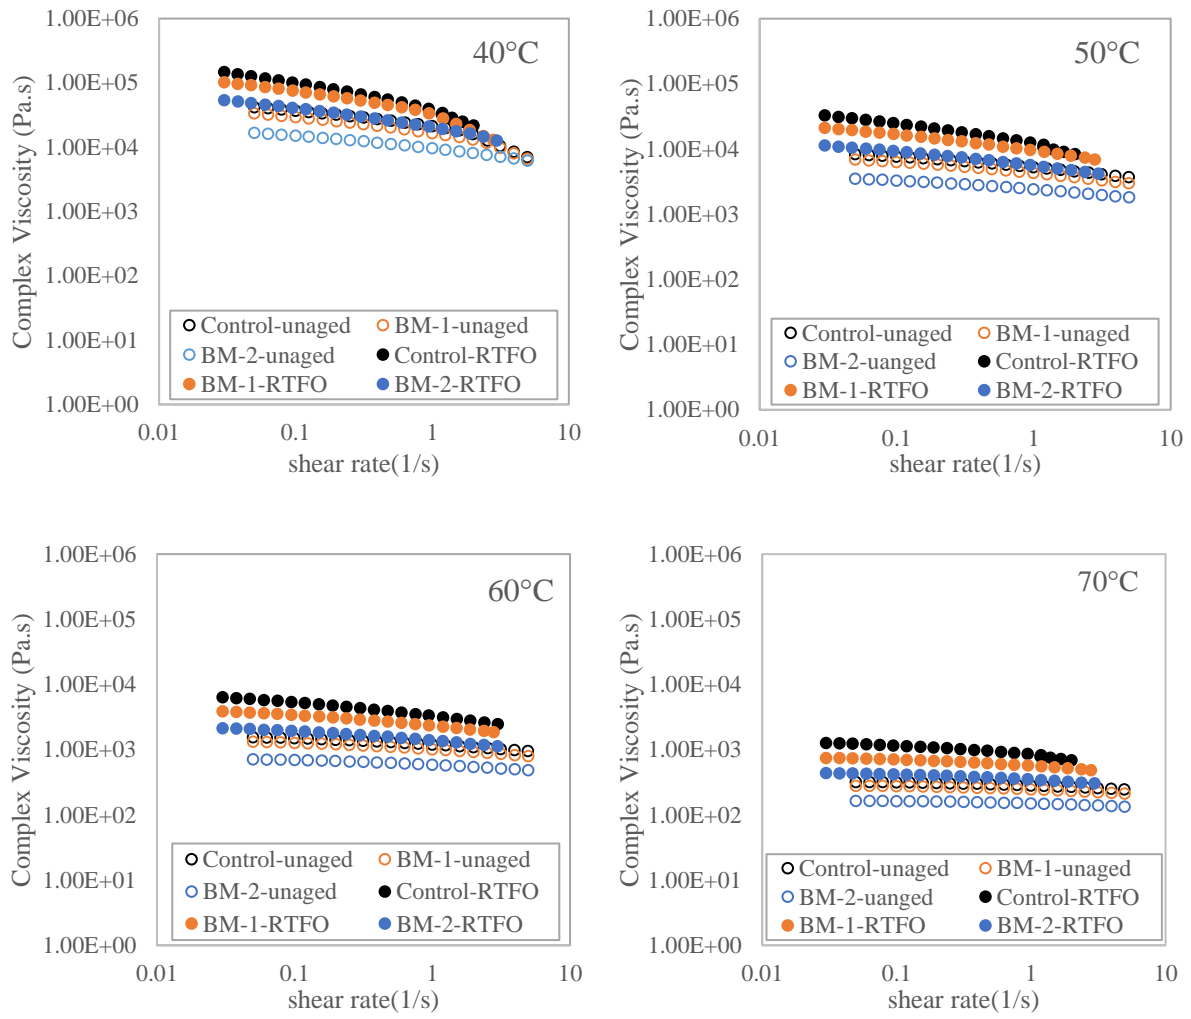 40°C
Complex Viscosity (Pa.s)
1.00E+06
1.00E+05
1.00E+04
1.00E+03
1.00E+02
1.00E+01
1.00E+00
Control-unaged BM-1-unaged
BM-2-unaged Control-RTFO
BM-1-RTFO BM-2-RTFO
0.01 0.1 1 10
shear rate(1/s)
50°C
Complex Viscosity (Pa.s)
1.00E+06
1.00E+05
1.00E+04
1.00E+03
1.00E+02
1.00E+01
1.00E+00
Control-unaged BM-1-unaged
BM-2-uanged Control-RTFO
BM-1-RTFO BM-2-RTFO
0.01 0.1 1 10
shear rate(1/s)
60°C
Complex Viscosity (Pa.s)
1.00E+06
1.00E+05
1.00E+04
1.00E+03
1.00E+02
1.00E+01
1.00E+00
Control-unaged BM-1-unaged
BM-2-unaged Control-RTFO
BM-1-RTFO BM-2-RTFO
0.01 0.1 1 10
shear rate(1/s)
70°C
Complex Viscosity (Pa.s)
1.00E+06
1.00E+05
1.00E+04
1.00E+03
1.00E+02
1.00E+01
1.00E+00
Control-unaged BM-1-unaged
BM-2-uanged Control-RTFO
BM-1-RTFO BM-2-RTFO
0.01 0.1 1 10
shear rate(1/s)